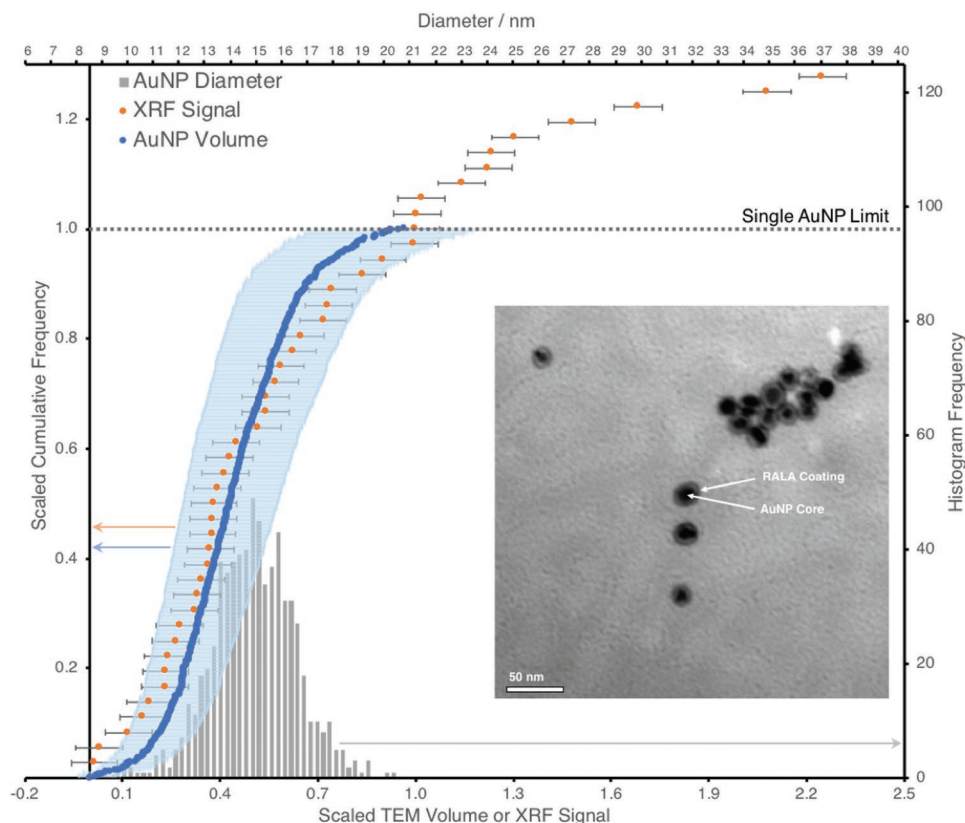 Diameter / nm
6 7 8 9 10 11 12 13 14 15 16 17 18 19 20 21 22 23 24 25 26 27 28 29 30 31 32 33 34 35 36 37 38 39 40
AuNP Diameter
XRF Signal
AuNP Volume
1.2
120
1.0
Single AuNP Limit
100
0.8
80
0.6
60
0.4
40
0.2
20
0.0
0
Scaled Cumulative Frequency
Histogram Frequency
RALA Coating
AuNP Core
50 nm
-0.2 0.1 0.4 0.7 1.0 1.3 1.6 1.9 2.2 2.5
Scaled TEM Volume or XRF Signal